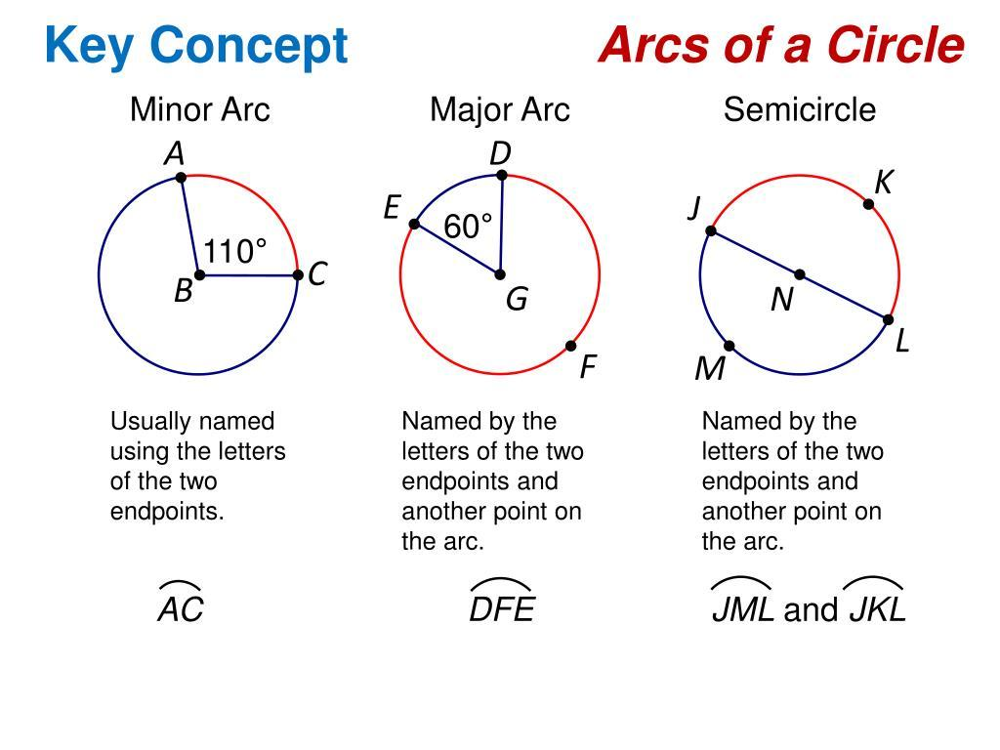 Key Concept
Arcs of a Circle
Minor Arc
A
110°
B
C
Usually named
using the letters
of the two
endpoints.
AC
Major Arc
D
E
60°
G
F
Named by the
letters of the two
endpoints and
another point on
the arc.
DFE
Semicircle
K
J
N
L
M
Named by the
letters of the two
endpoints and
another point on
the arc.
JML and JKL